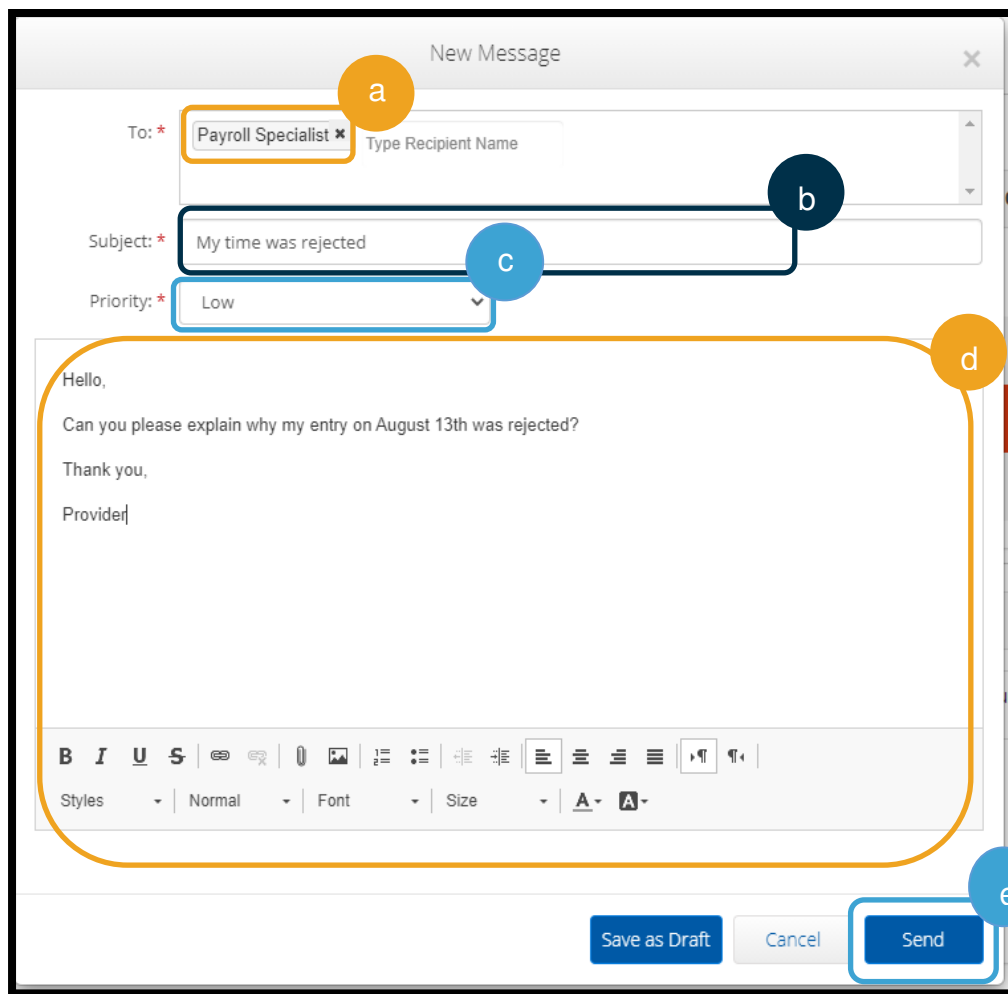 New Message ×
a
To: * Payroll Specialist ✖ Type Recipient Name
b
Subject: * My time was rejected
c
Priority: * Low
d
Hello,
Can you please explain why my entry on August 13th was rejected?
Thank you,
Provider
B I U S
Styles Normal Font Size A A
e
Save as Draft Cancel Send